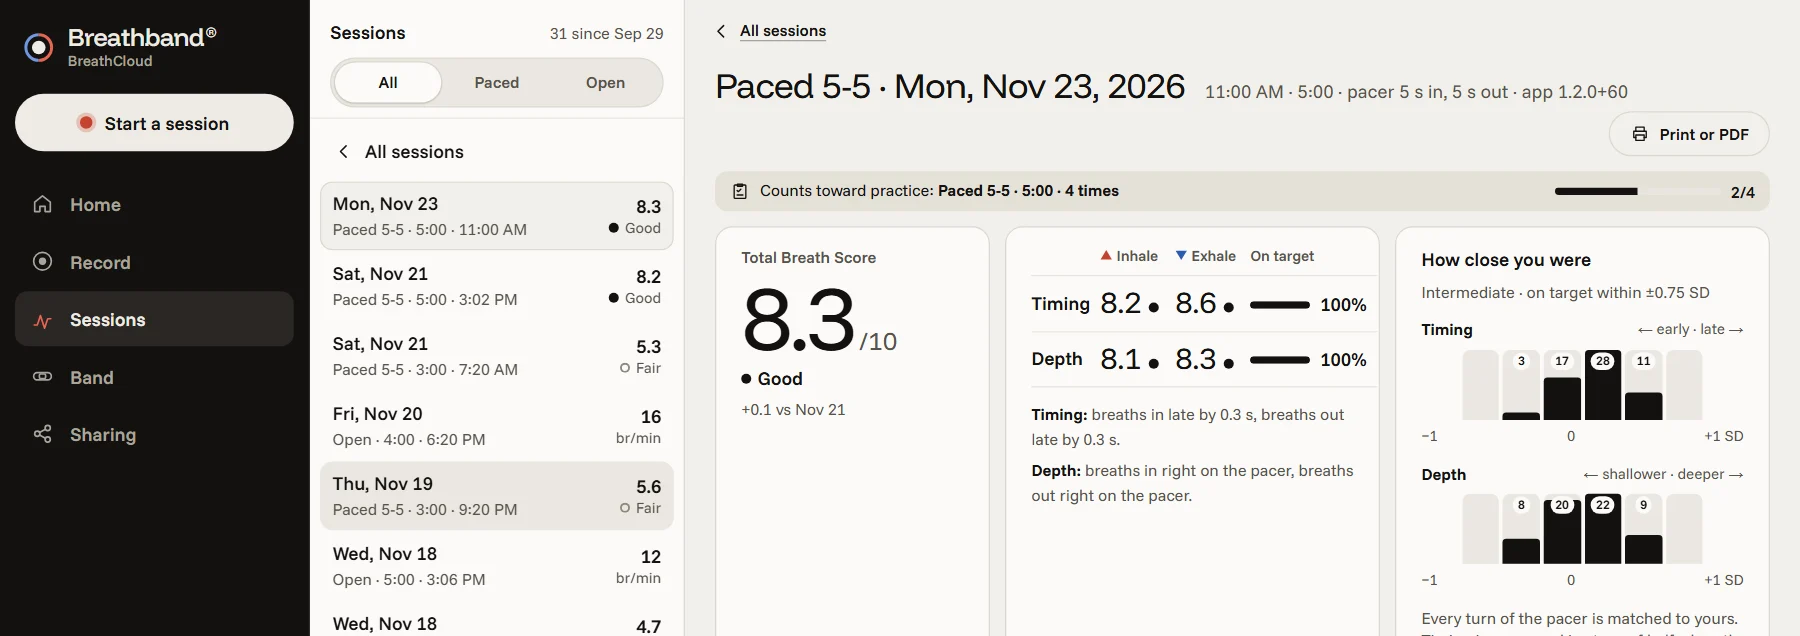 Breathband®
BreathCloud
Start a session
Home
Record
Sessions
Band
Sharing
Sessions
31 since Sep 29
All
Paced
Open
All sessions
Mon, Nov 23
8.3
Paced 5-5 · 5:00 · 11:00 AM
Good
Sat, Nov 21
8.2
Paced 5-5 · 5:00 · 3:02 PM
Good
Sat, Nov 21
5.3
Paced 5-5 · 3:00 · 7:20 AM
Fair
Fri, Nov 20
16
Open · 4:00 · 6:20 PM
br/min
Thu, Nov 19
5.6
Paced 5-5 · 3:00 · 9:20 PM
Fair
Wed, Nov 18
12
Open · 5:00 · 3:06 PM
br/min
Wed, Nov 18
4.7
All sessions
Paced 5-5 · Mon, Nov 23, 2026
11:00 AM · 5:00 · pacer 5 s in, 5 s out · app 1.2.0+60
Print or PDF
Counts toward practice: Paced 5-5 · 5:00 · 4 times
2/4
Total Breath Score
8.3/10
Good
+0.1 vs Nov 21
Inhale Exhale On target
Timing 8.2 8.6 100%
Depth 8.1 8.3 100%
Timing: breaths in late by 0.3 s, breaths out
late by 0.3 s.
Depth: breaths in right on the pacer, breaths
out right on the pacer.
How close you were
Intermediate · on target within ±0.75 SD
Timing
← early · late →
3 17 28 11
−1 0 +1 SD
Depth
← shallower · deeper →
8 20 22 9
−1 0 +1 SD
Every turn of the pacer is matched to yours.